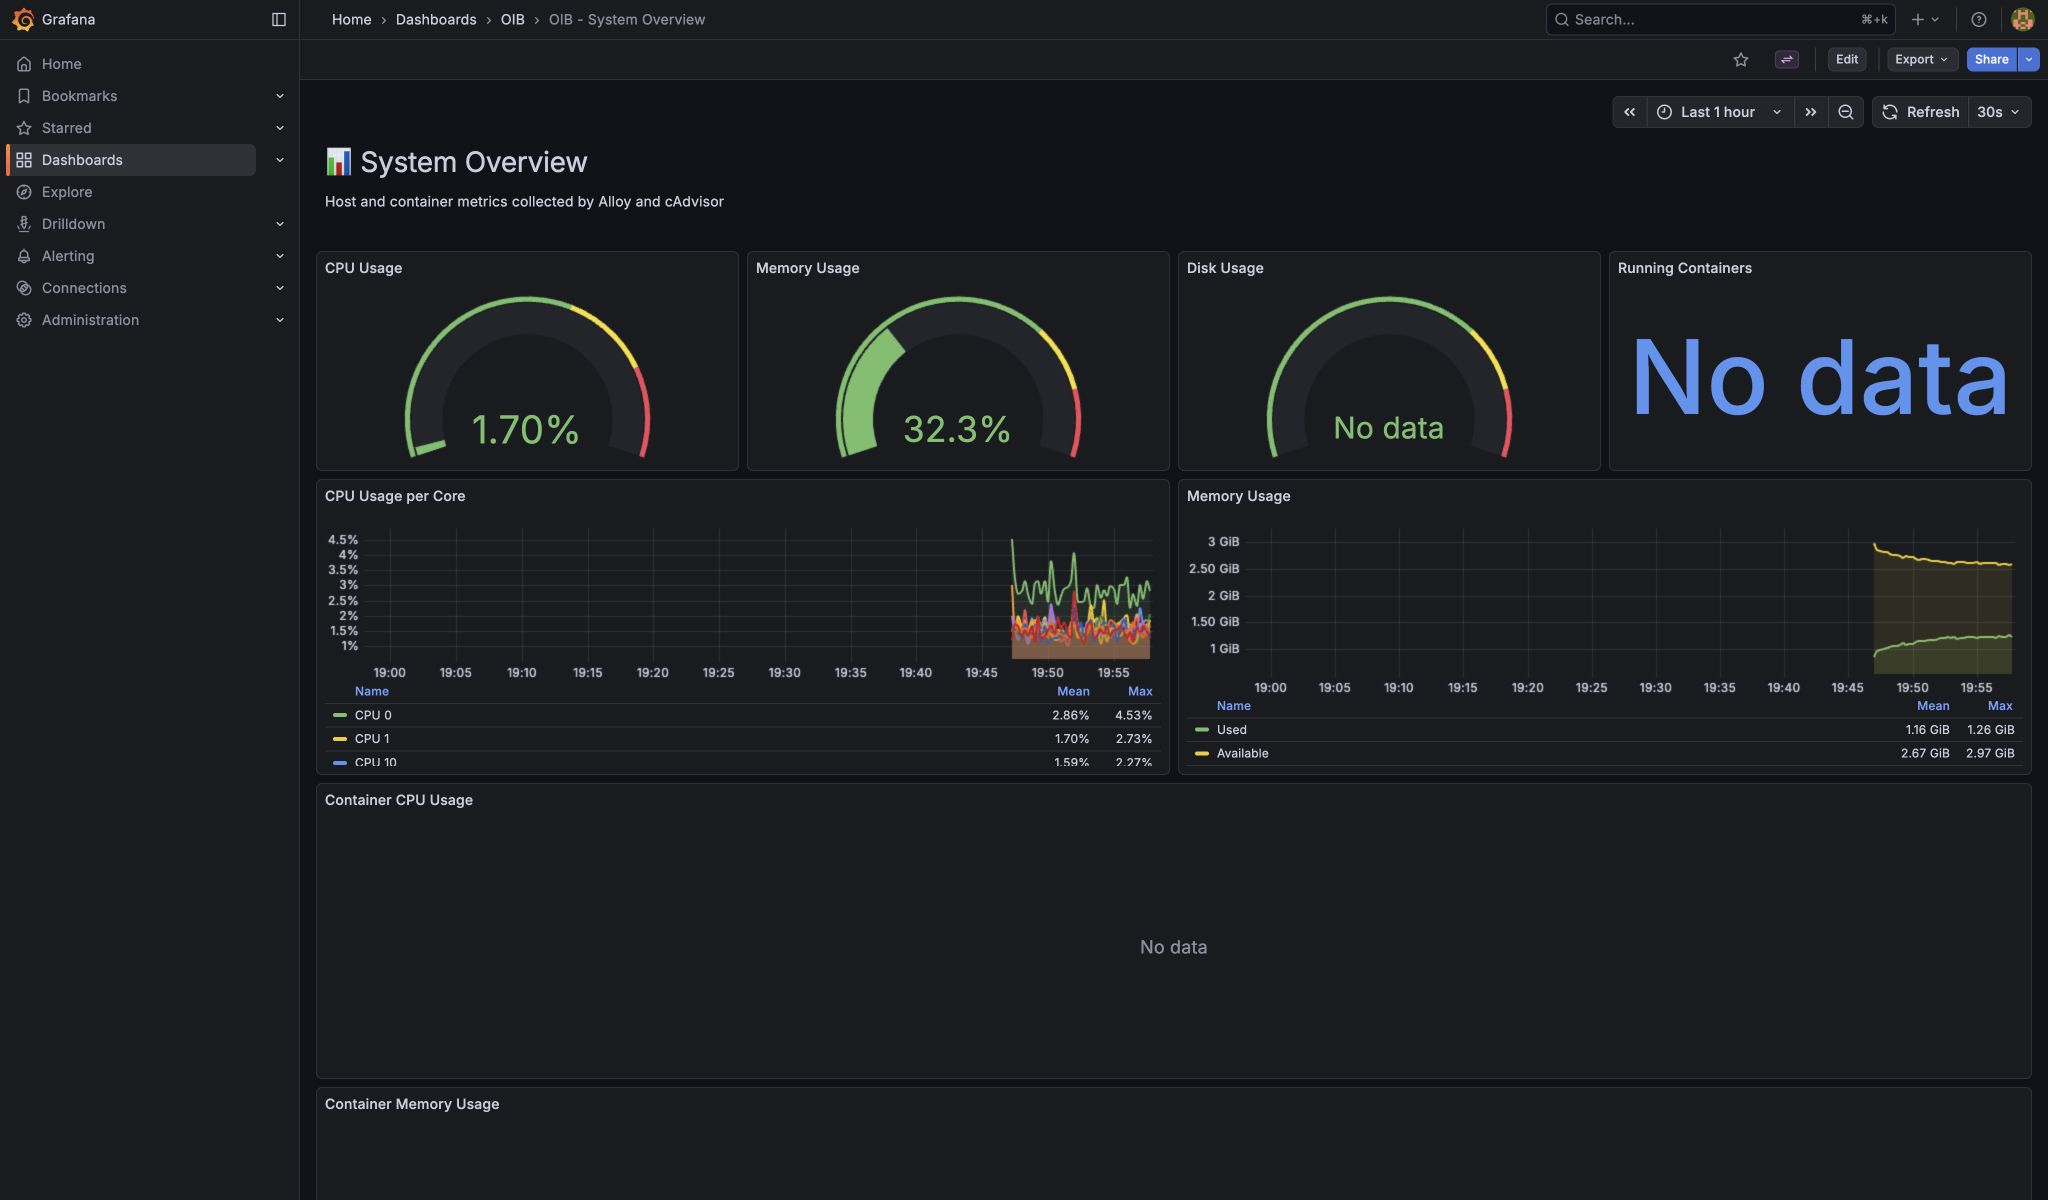 Grafana
Home
Bookmarks
Starred
Dashboards
Explore
Drilldown
Alerting
Connections
Administration
Home › Dashboards › OIB › OIB - System Overview
Search... ⌘+k
Edit Export Share
Last 1 hour Refresh 30s
📊 System Overview
Host and container metrics collected by Alloy and cAdvisor
CPU Usage
1.70%
Memory Usage
32.3%
Disk Usage
No data
Running Containers
No data
CPU Usage per Core
4.5%
4%
3.5%
3%
2.5%
2%
1.5%
1%
19:00 19:05 19:10 19:15 19:20 19:25 19:30 19:35 19:40 19:45 19:50 19:55
Name Mean Max
CPU 0 2.86% 4.53%
CPU 1 1.70% 2.73%
CPU 10 1.59% 2.27%
Memory Usage
3 GiB
2.50 GiB
2 GiB
1.50 GiB
1 GiB
19:00 19:05 19:10 19:15 19:20 19:25 19:30 19:35 19:40 19:45 19:50 19:55
Name Mean Max
Used 1.16 GiB 1.26 GiB
Available 2.67 GiB 2.97 GiB
Container CPU Usage
No data
Container Memory Usage